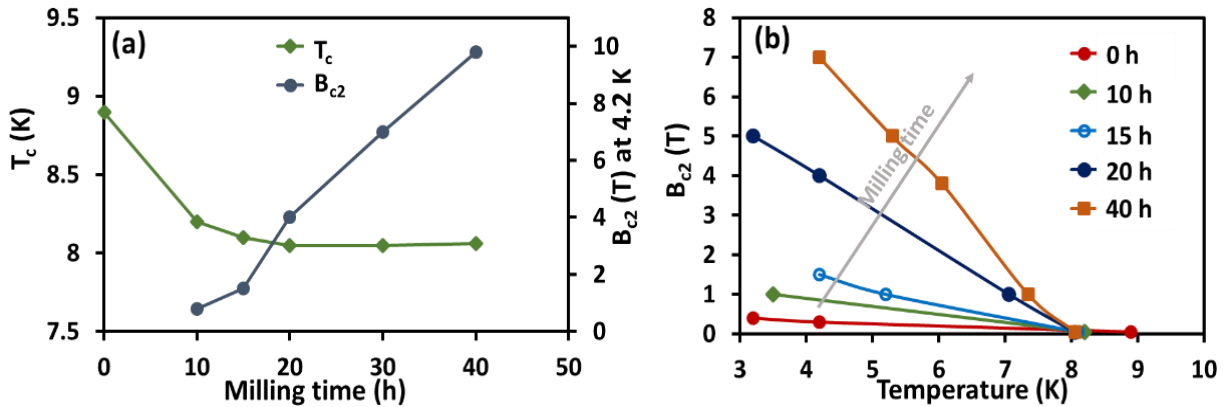 (a)
T_c
B_c2
9.5
9
8.5
8
7.5
T_c (K)
10
8
6
4
2
0
B_c2 (T) at 4.2 K
0 10 20 30 40 50
Milling time (h)
(b)
Milling time
0 h
10 h
15 h
20 h
40 h
8
7
6
5
4
3
2
1
0
B_c2 (T)
3 4 5 6 7 8 9 10
Temperature (K)